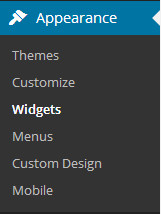 Appearance
Themes
Customize
Widgets
Menus
Custom Design
Mobile